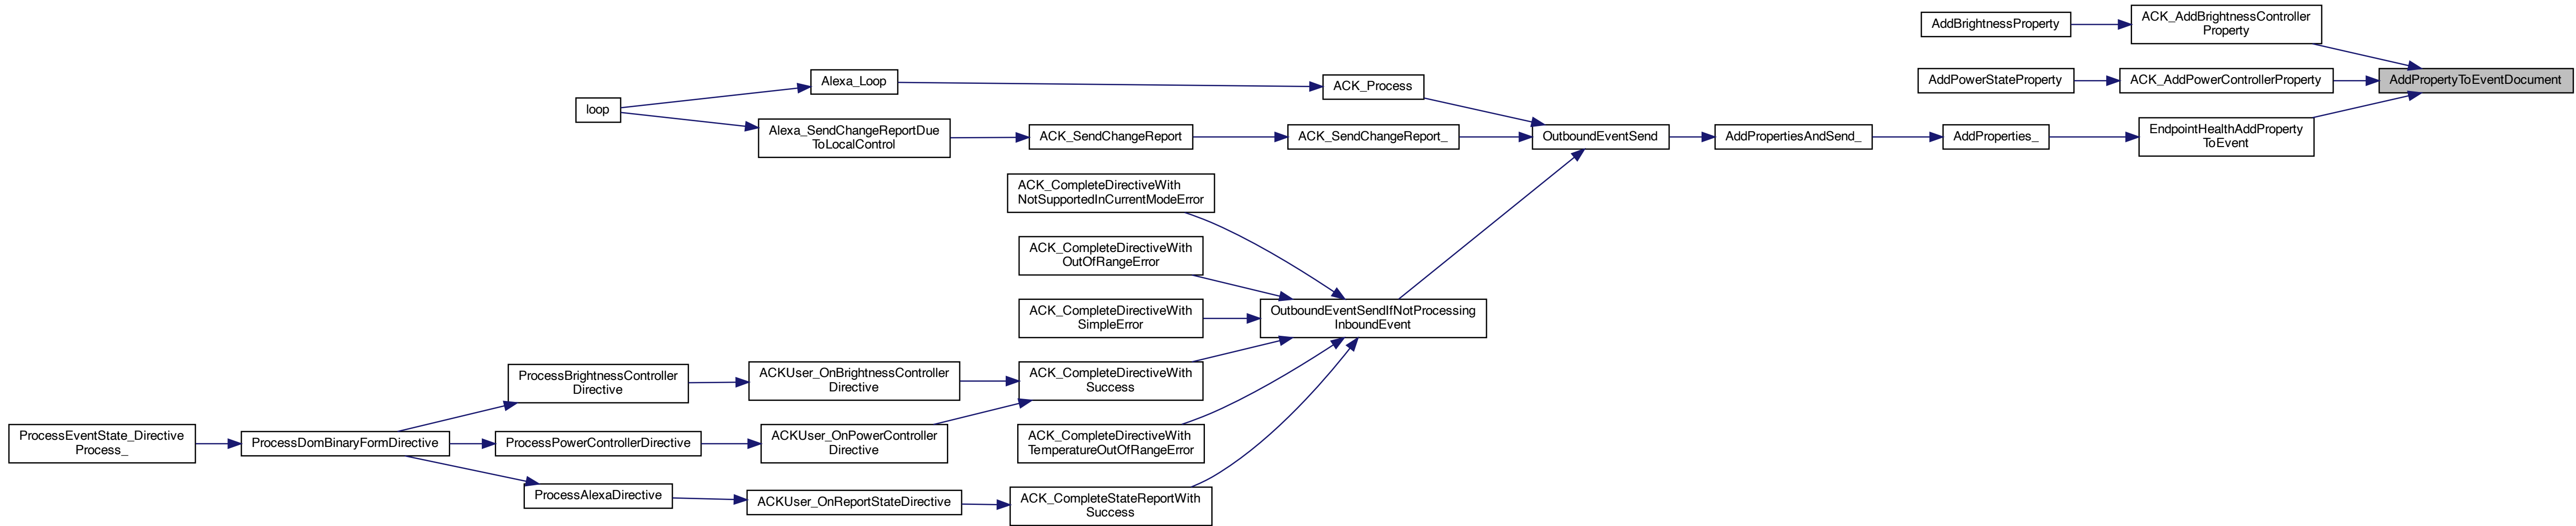 AddBrightnessProperty
ACK_AddBrightnessController
Property
AddPropertyToEventDocument
AddPowerStateProperty
ACK_AddPowerControllerProperty
Alexa_Loop
ACK_Process
loop
Alexa_SendChangeReportDue
ToLocalControl
ACK_SendChangeReport
ACK_SendChangeReport_
OutboundEventSend
AddPropertiesAndSend_
AddProperties_
EndpointHealthAddProperty
ToEvent
ACK_CompleteDirectiveWith
NotSupportedInCurrentModeError
ACK_CompleteDirectiveWith
OutOfRangeError
ACK_CompleteDirectiveWith
SimpleError
OutboundEventSendIfNotProcessing
InboundEvent
ProcessBrightnessController
Directive
ACKUser_OnBrightnessController
Directive
ACK_CompleteDirectiveWith
Success
ProcessEventState_Directive
Process_
ProcessDomBinaryFormDirective
ProcessPowerControllerDirective
ACKUser_OnPowerController
Directive
ACK_CompleteDirectiveWith
TemperatureOutOfRangeError
ProcessAlexaDirective
ACKUser_OnReportStateDirective
ACK_CompleteStateReportWith
Success